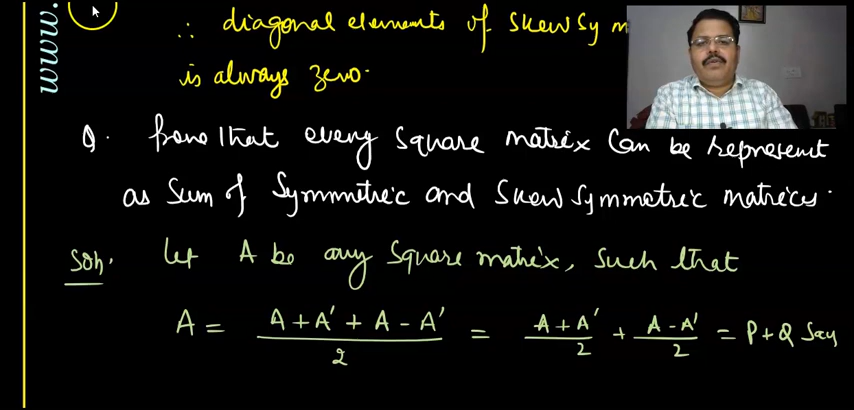 www.
∴ diagonal elements of Skew Sy m
is always zero.
Q. Prove that every square matrix can be represent
as sum of Symmetric and Skew Symmetric matrices.
Soln. Let A be any square matrix, such that
A = (A + A' + A - A')/2 = (A + A')/2 + (A - A')/2 = P + Q Say